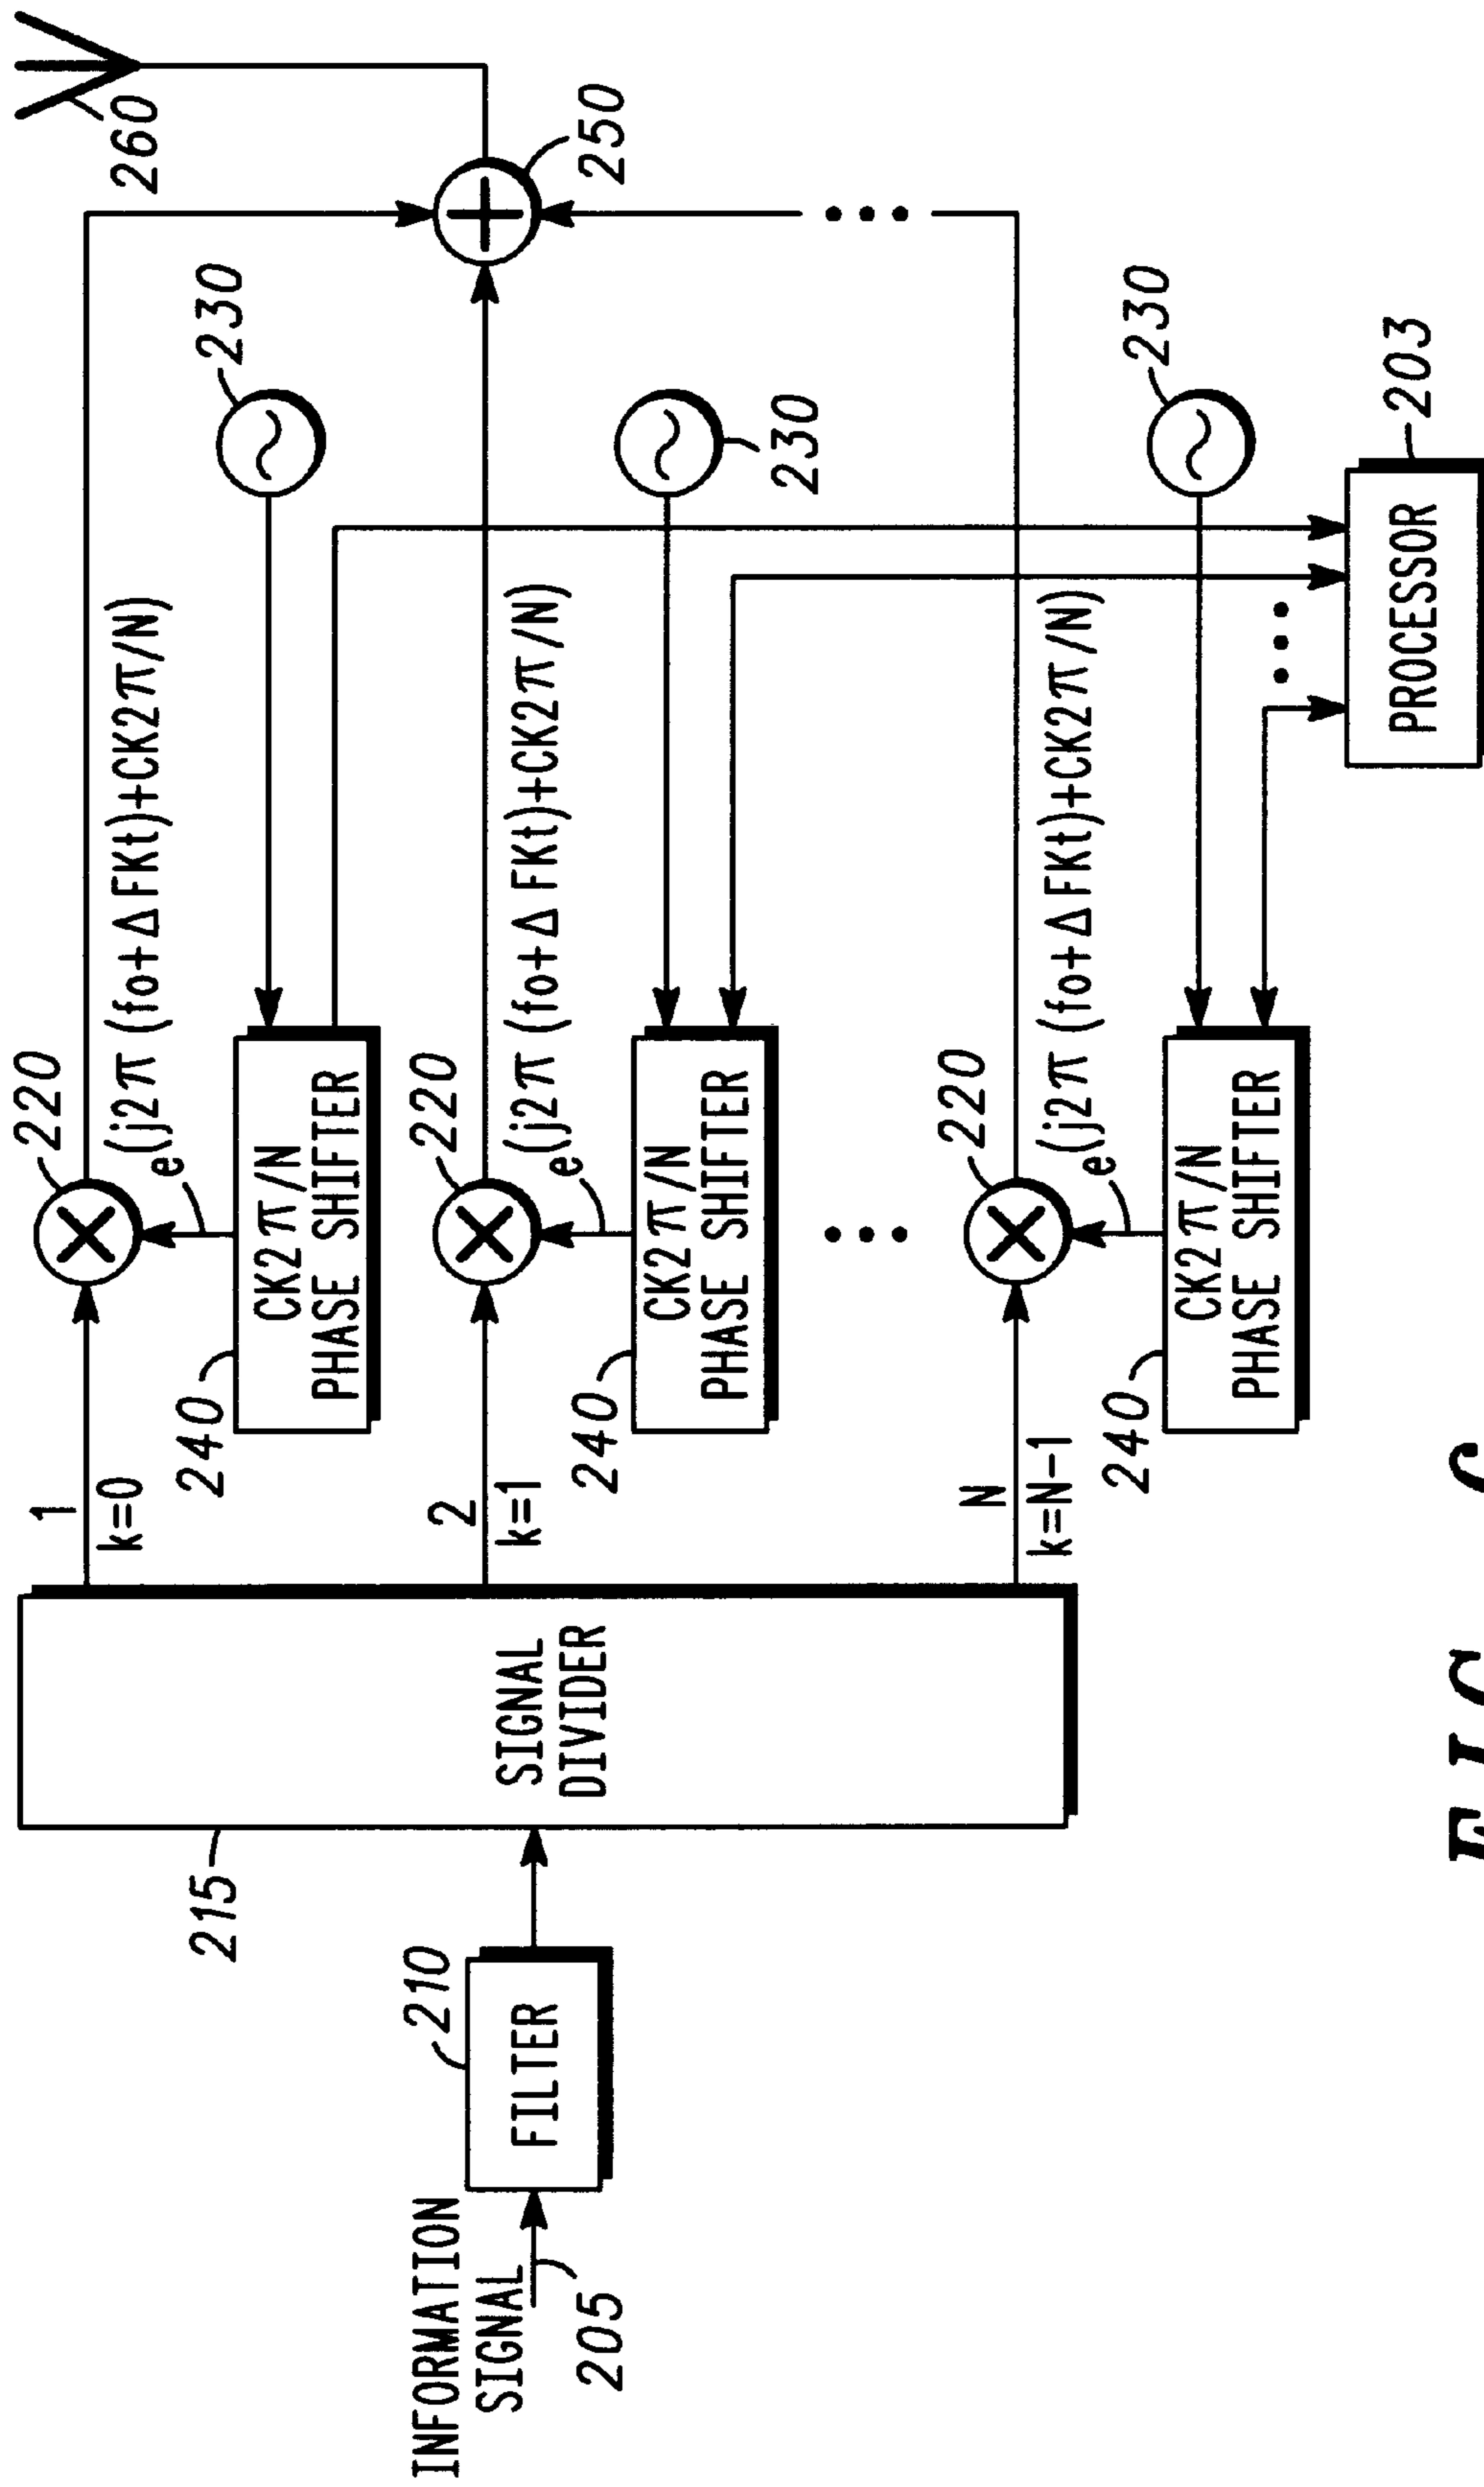 260
220
e(j2π (fo+ΔFKt)+CK2π/N)
1
k=0
230
CK2π/N
PHASE SHIFTER
240
250
215
220
e(j2π (fo+ΔFKt)+CK2π/N)
2
k=1
SIGNAL
DIVIDER
210
FILTER
INFORMATION
SIGNAL
205
230
CK2π/N
PHASE SHIFTER
240
220
e(j2π (fo+ΔFKt)+CK2π/N)
N
k=N-1
230
CK2π/N
PHASE SHIFTER
240
203
PROCESSOR